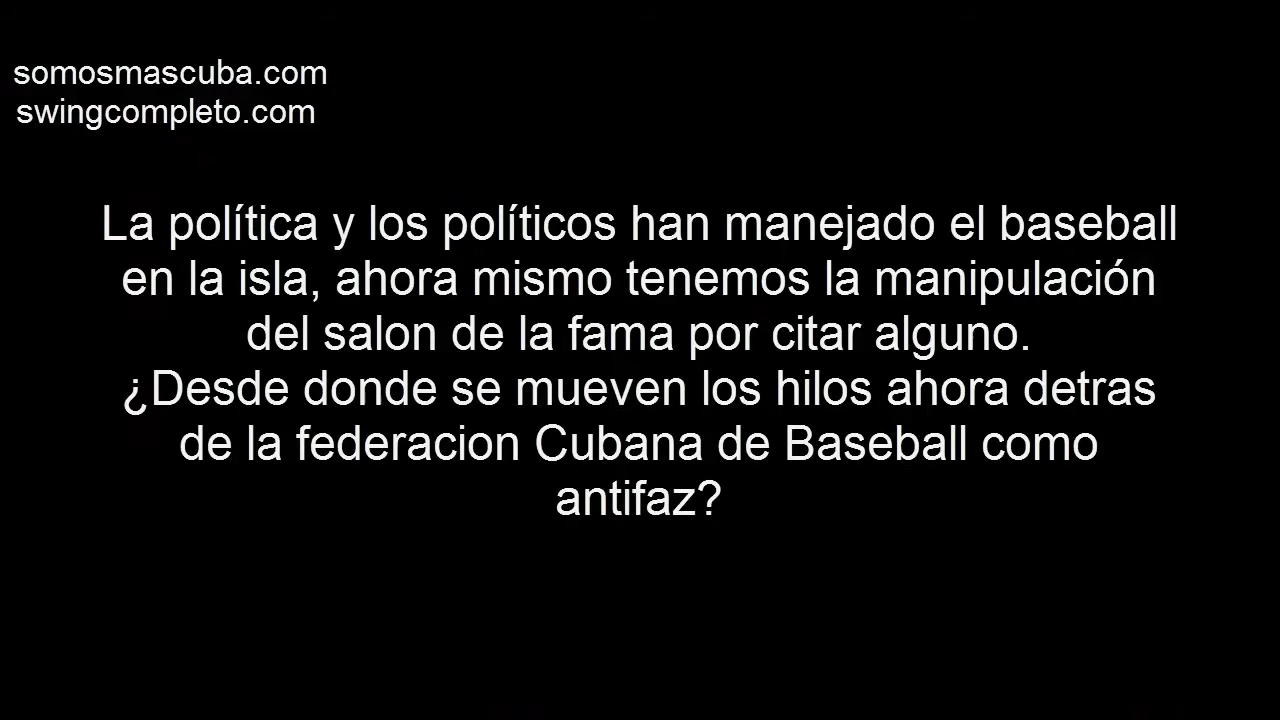 somosmascuba.com
swingcompleto.com
La política y los políticos han manejado el baseball
en la isla, ahora mismo tenemos la manipulación
del salon de la fama por citar alguno.
¿Desde donde se mueven los hilos ahora detras
de la federacion Cubana de Baseball como
antifaz?